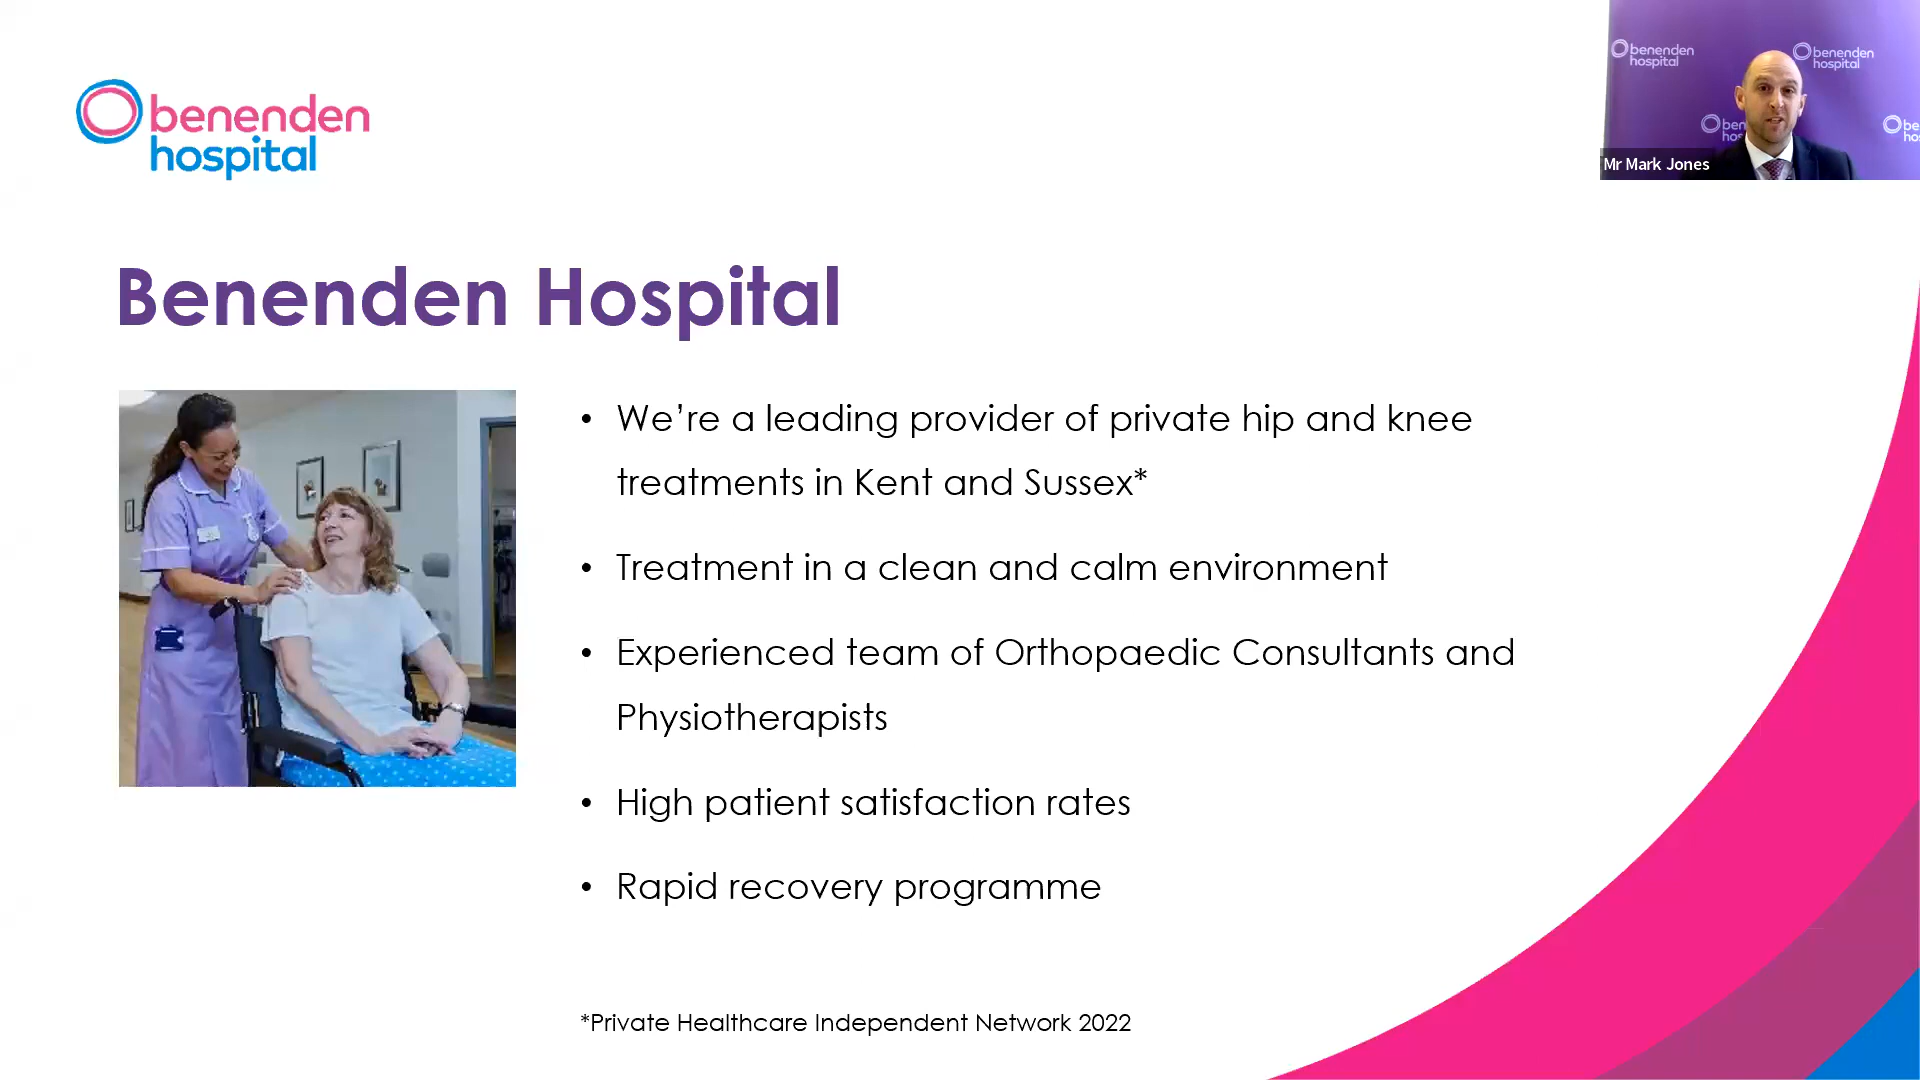 benenden
hospital
benenden
hospital
benenden
hospital
Mr Mark Jones
Benenden Hospital
• We’re a leading provider of private hip and knee
treatments in Kent and Sussex*
• Treatment in a clean and calm environment
• Experienced team of Orthopaedic Consultants and
Physiotherapists
• High patient satisfaction rates
• Rapid recovery programme
*Private Healthcare Independent Network 2022